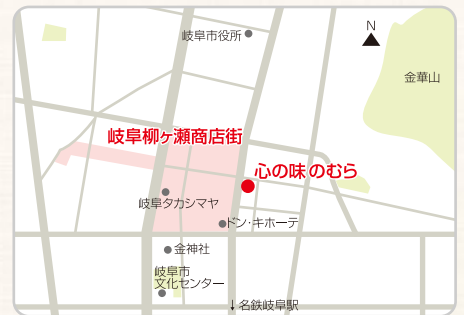 岐阜市役所
N
金華山
岐阜柳ヶ瀬商店街
心の味 のむら
岐阜タカシマヤ
ドン・キホーテ
金神社
岐阜市
文化センター
↓名鉄岐阜駅